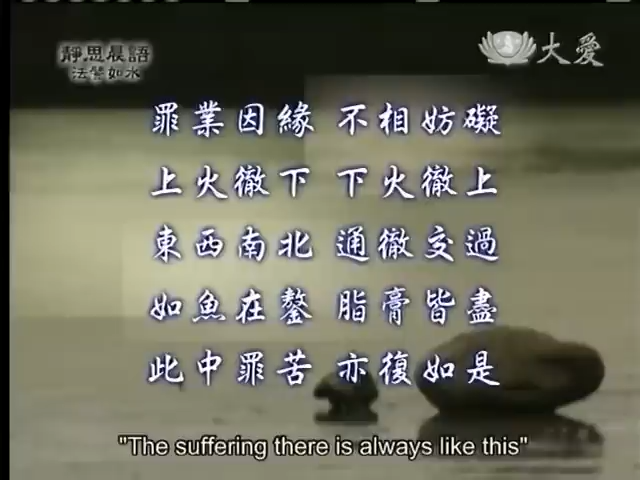 靜思晨語
法譬如水
大愛
罪業因緣 不相妨礙
上火徹下 下火徹上
東西南北 通徹交過
如魚在鏊 脂膏皆盡
此中罪苦 亦復如是
"The suffering there is always like this"